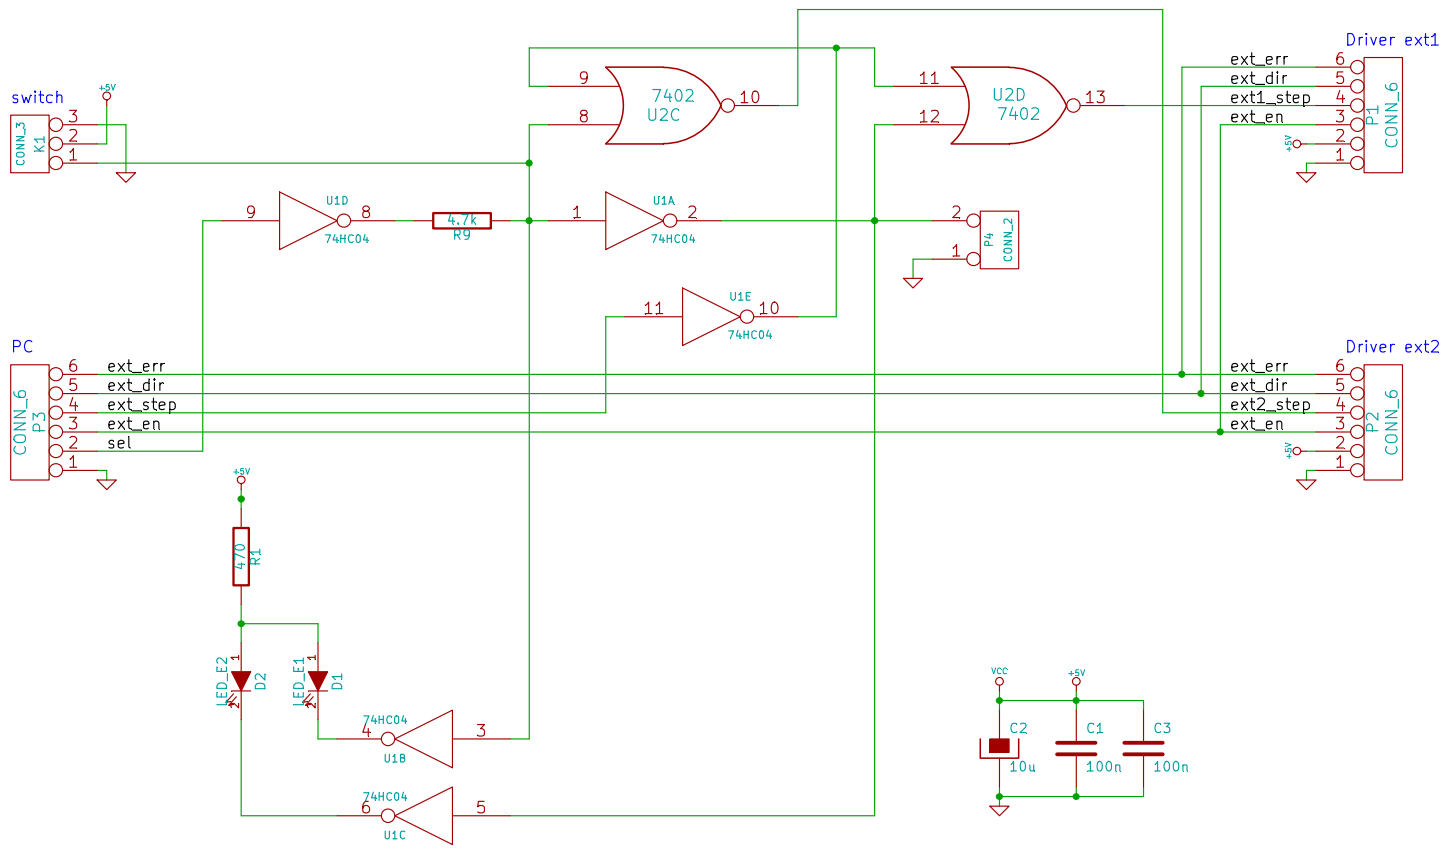 Driver ext1
ext_err
6
ext_dir
5
ext1_step
4
ext_en
3
+5V
2
1
P1
CONN_6
9
8
7402
U2C
10
11
12
U2D
7402
13
switch
+5V
CONN_3
K1
3
2
1
9
U1D
8
74HC04
4.7k
R9
1
U1A
2
74HC04
2
1
P4
CONN_2
11
U1E
10
74HC04
PC
CONN_6
P3
6
ext_err
5
ext_dir
4
ext_step
3
ext_en
2
sel
1
Driver ext2
ext_err
6
ext_dir
5
ext2_step
4
ext_en
3
+5V
2
1
P2
CONN_6
+5V
470
R1
LED_E2
1
2
D2
LED_E1
1
2
D1
74HC04
4
3
U1B
74HC04
6
5
U1C
VCC
+5V
C2
10u
C1
100n
C3
100n